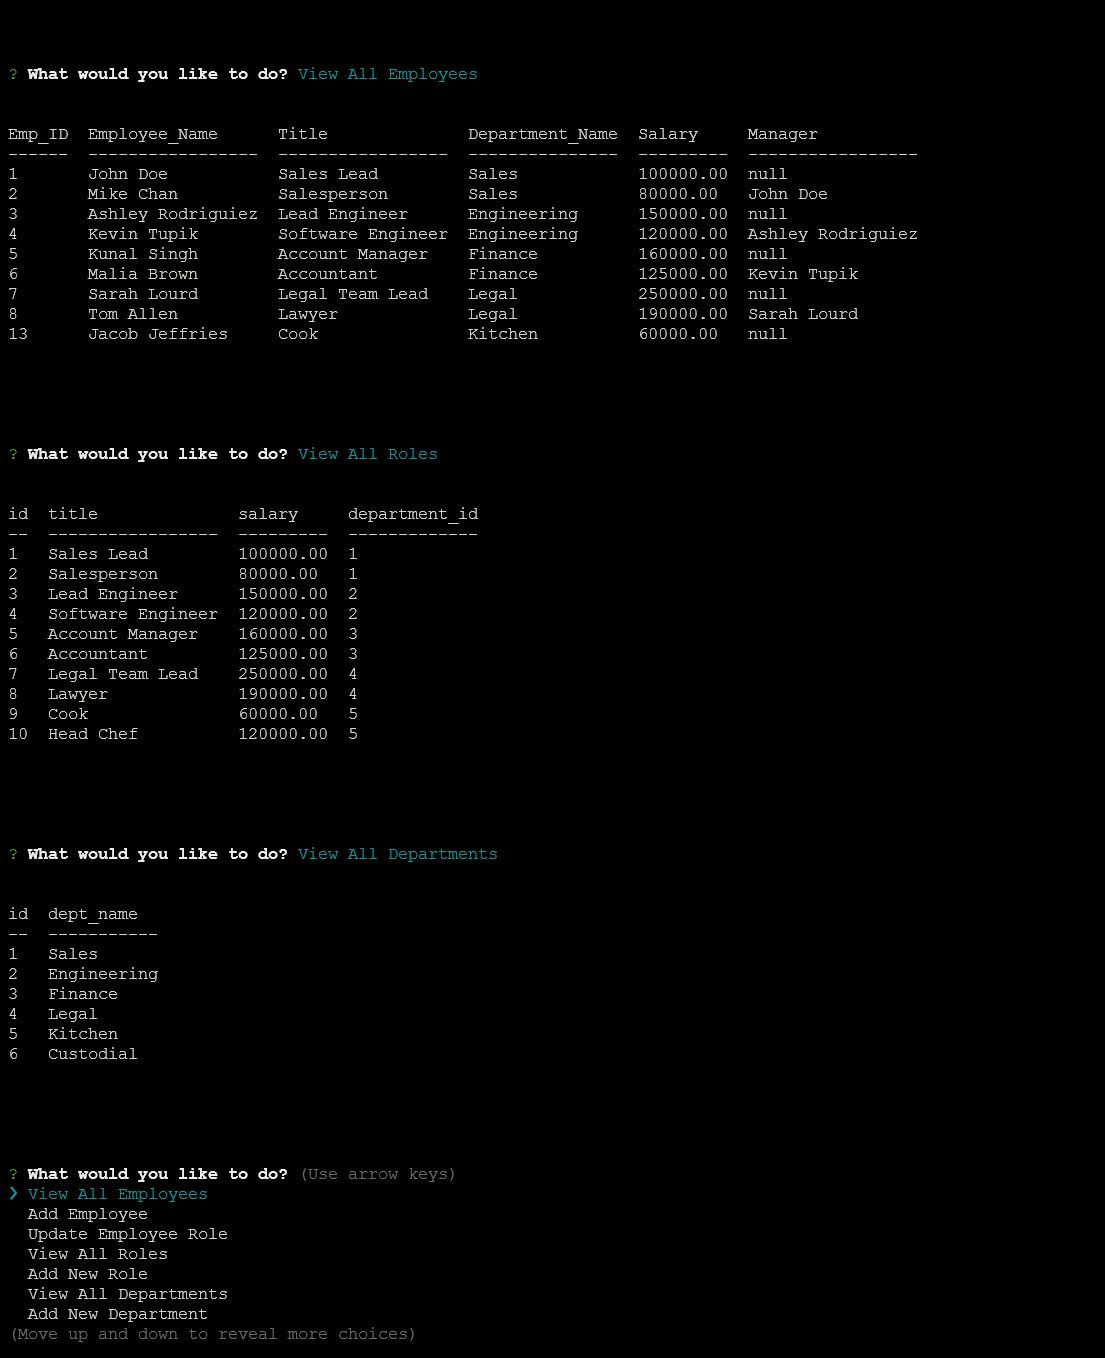 ? What would you like to do? View All Employees
Emp_ID  Employee_Name      Title              Department_Name  Salary     Manager
------  -----------------  -----------------  ---------------  ---------  -----------------
1       John Doe           Sales Lead         Sales            100000.00  null
2       Mike Chan          Salesperson        Sales            80000.00   John Doe
3       Ashley Rodriguiez  Lead Engineer      Engineering      150000.00  null
4       Kevin Tupik        Software Engineer  Engineering      120000.00  Ashley Rodriguiez
5       Kunal Singh        Account Manager    Finance          160000.00  null
6       Malia Brown        Accountant         Finance          125000.00  Kevin Tupik
7       Sarah Lourd        Legal Team Lead    Legal            250000.00  null
8       Tom Allen          Lawyer             Legal            190000.00  Sarah Lourd
13      Jacob Jeffries     Cook               Kitchen          60000.00   null
? What would you like to do? View All Roles
id  title              salary     department_id
--  -----------------  ---------  -------------
1   Sales Lead         100000.00  1
2   Salesperson        80000.00   1
3   Lead Engineer      150000.00  2
4   Software Engineer  120000.00  2
5   Account Manager    160000.00  3
6   Accountant         125000.00  3
7   Legal Team Lead    250000.00  4
8   Lawyer             190000.00  4
9   Cook               60000.00   5
10  Head Chef          120000.00  5
? What would you like to do? View All Departments
id  dept_name
--  -----------
1   Sales
2   Engineering
3   Finance
4   Legal
5   Kitchen
6   Custodial
? What would you like to do? (Use arrow keys)
❯ View All Employees
  Add Employee
  Update Employee Role
  View All Roles
  Add New Role
  View All Departments
  Add New Department
(Move up and down to reveal more choices)